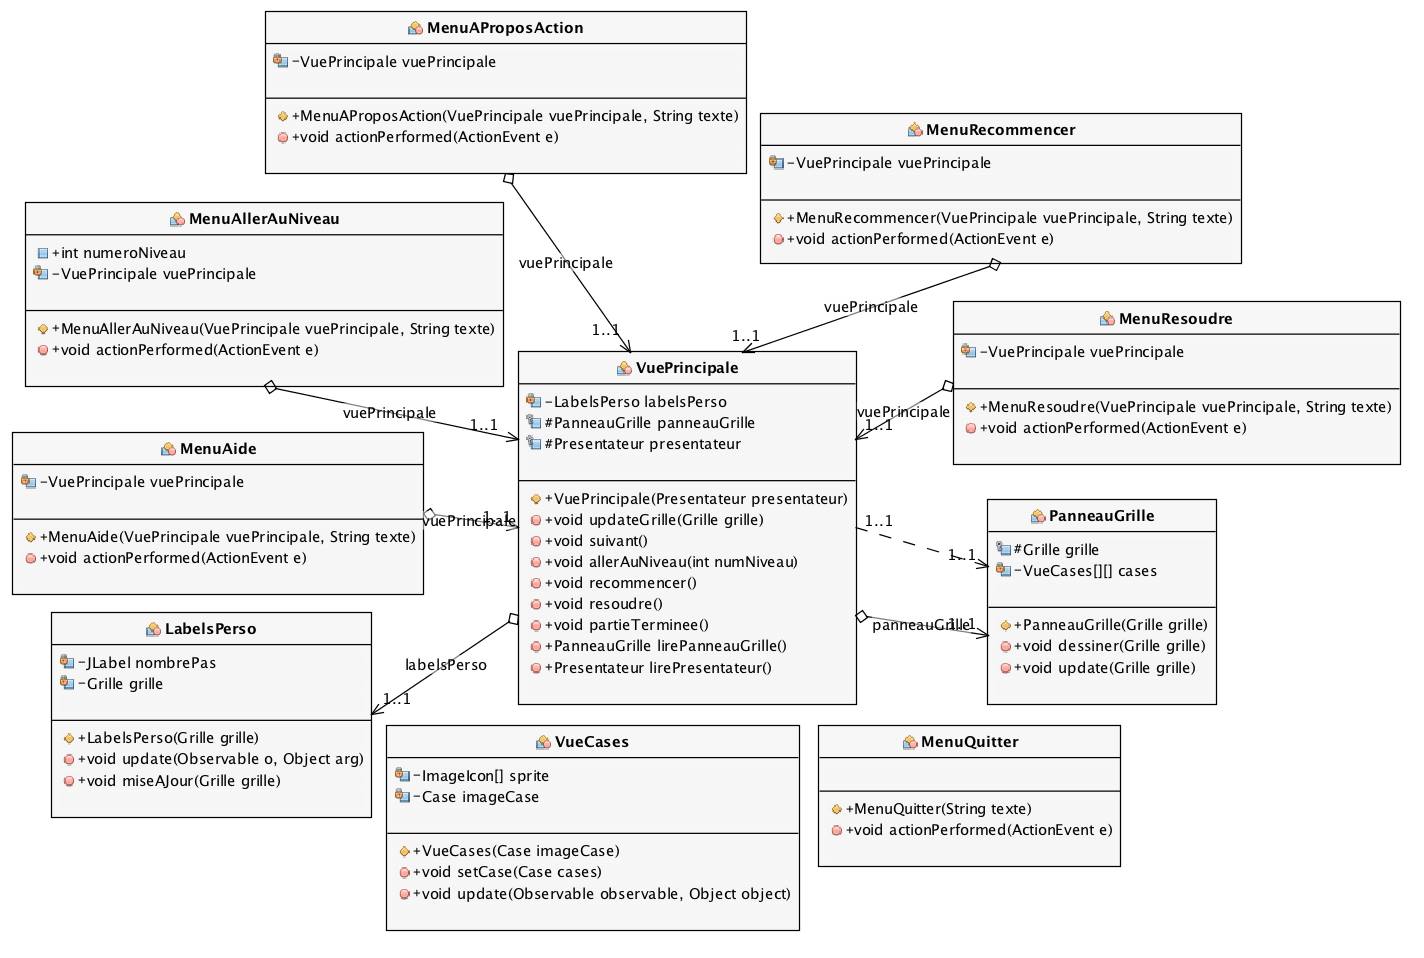 MenuAProposAction
-VuePrincipale vuePrincipale
+MenuAProposAction(VuePrincipale vuePrincipale, String texte)
+void actionPerformed(ActionEvent e)
MenuRecommencer
-VuePrincipale vuePrincipale
+MenuRecommencer(VuePrincipale vuePrincipale, String texte)
+void actionPerformed(ActionEvent e)
MenuAllerAuNiveau
+int numeroNiveau
-VuePrincipale vuePrincipale
+MenuAllerAuNiveau(VuePrincipale vuePrincipale, String texte)
+void actionPerformed(ActionEvent e)
vuePrincipale
1..1
vuePrincipale
1..1
MenuResoudre
-VuePrincipale vuePrincipale
+MenuResoudre(VuePrincipale vuePrincipale, String texte)
+void actionPerformed(ActionEvent e)
vuePrincipale
1..1
vuePrincipale
1..1
VuePrincipale
-LabelsPerso labelsPerso
#PanneauGrille panneauGrille
#Presentateur presentateur
+VuePrincipale(Presentateur presentateur)
+void updateGrille(Grille grille)
+void suivant()
+void allerAuNiveau(int numNiveau)
+void recommencer()
+void resoudre()
+void partieTerminee()
+PanneauGrille lirePanneauGrille()
+Presentateur lirePresentateur()
MenuAide
-VuePrincipale vuePrincipale
+MenuAide(VuePrincipale vuePrincipale, String texte)
+void actionPerformed(ActionEvent e)
vuePrincipale
1..1
1..1
1..1
PanneauGrille
#Grille grille
-VueCases[][] cases
+PanneauGrille(Grille grille)
+void dessiner(Grille grille)
+void update(Grille grille)
panneauGrille
1..1
LabelsPerso
-JLabel nombrePas
-Grille grille
+LabelsPerso(Grille grille)
+void update(Observable o, Object arg)
+void miseAJour(Grille grille)
labelsPerso
1..1
VueCases
-ImageIcon[] sprite
-Case imageCase
+VueCases(Case imageCase)
+void setCase(Case cases)
+void update(Observable observable, Object object)
MenuQuitter
+MenuQuitter(String texte)
+void actionPerformed(ActionEvent e)